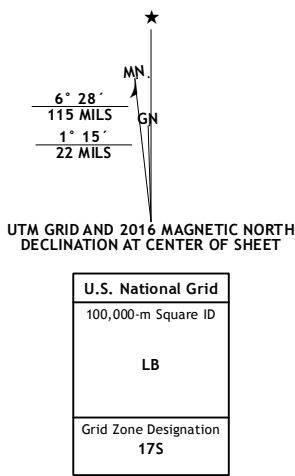 MN.
6° 28´
115 MILS
GN
1° 15´
22 MILS
UTM GRID AND 2016 MAGNETIC NORTH
DECLINATION AT CENTER OF SHEET
U.S. National Grid
100,000-m Square ID
LB
Grid Zone Designation
17S